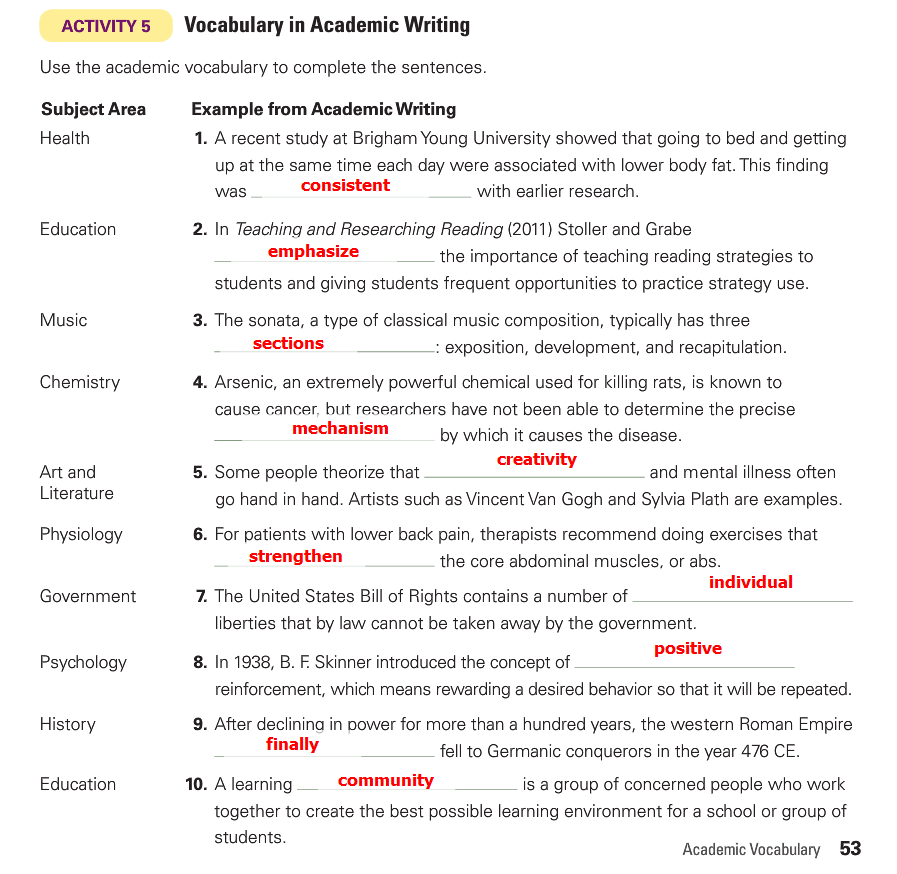 ACTIVITY 5 Vocabulary in Academic Writing
Use the academic vocabulary to complete the sentences.
Subject Area Example from Academic Writing
Health 1. A recent study at Brigham Young University showed that going to bed and getting
up at the same time each day were associated with lower body fat. This finding
was consistent with earlier research.
Education 2. In Teaching and Researching Reading (2011) Stoller and Grabe
emphasize the importance of teaching reading strategies to
students and giving students frequent opportunities to practice strategy use.
Music 3. The sonata, a type of classical music composition, typically has three
sections : exposition, development, and recapitulation.
Chemistry 4. Arsenic, an extremely powerful chemical used for killing rats, is known to
cause cancer, but researchers have not been able to determine the precise
mechanism by which it causes the disease.
Art and Literature 5. Some people theorize that creativity and mental illness often
go hand in hand. Artists such as Vincent Van Gogh and Sylvia Plath are examples.
Physiology 6. For patients with lower back pain, therapists recommend doing exercises that
strengthen the core abdominal muscles, or abs.
Government 7. The United States Bill of Rights contains a number of individual
liberties that by law cannot be taken away by the government.
Psychology 8. In 1938, B. F. Skinner introduced the concept of positive
reinforcement, which means rewarding a desired behavior so that it will be repeated.
History 9. After declining in power for more than a hundred years, the western Roman Empire
finally fell to Germanic conquerors in the year 476 CE.
Education 10. A learning community is a group of concerned people who work
together to create the best possible learning environment for a school or group of
students.
Academic Vocabulary 53